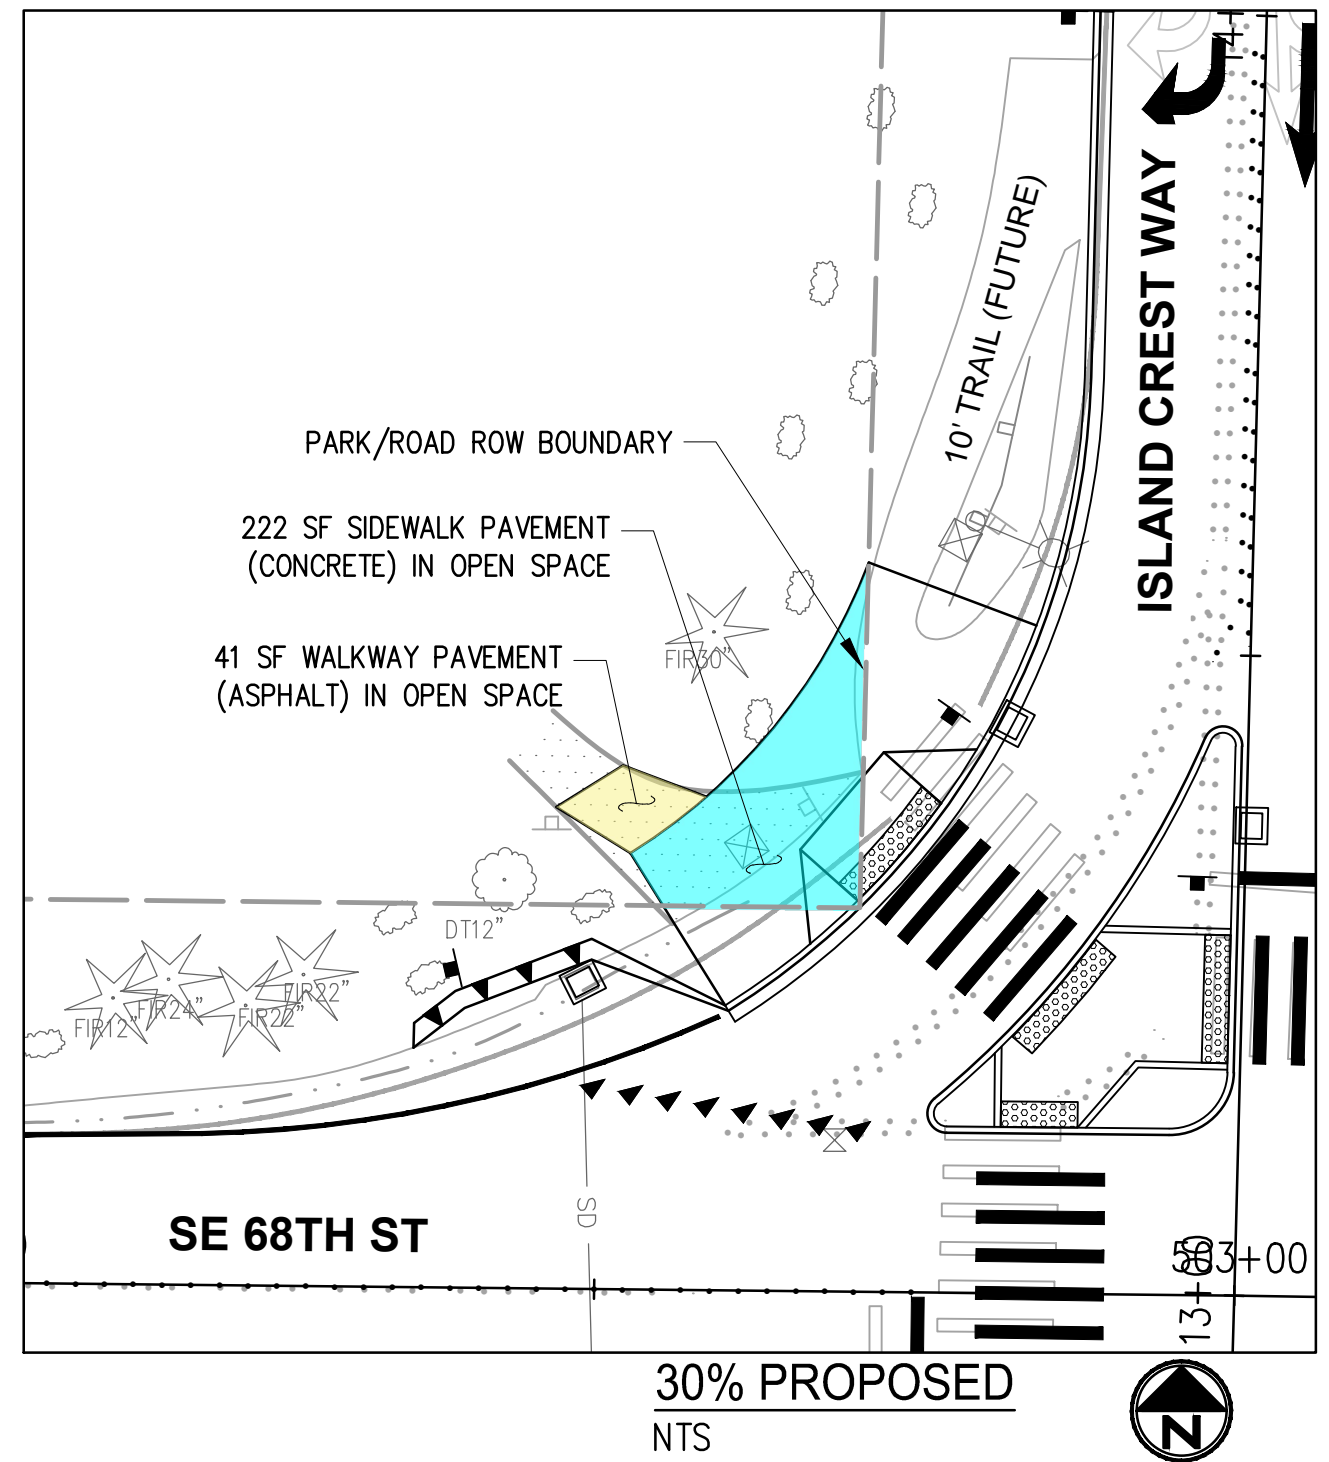 4
ISLAND CREST WAY
10' TRAIL (FUTURE)
PARK/ROAD ROW BOUNDARY
222 SF SIDEWALK PAVEMENT
(CONCRETE) IN OPEN SPACE
41 SF WALKWAY PAVEMENT
(ASPHALT) IN OPEN SPACE
FIR30"
DT12"
FIR12"
FIR24"
FIR22"
FIR22"
SD
SE 68TH ST
503+00
30% PROPOSED
NTS
N